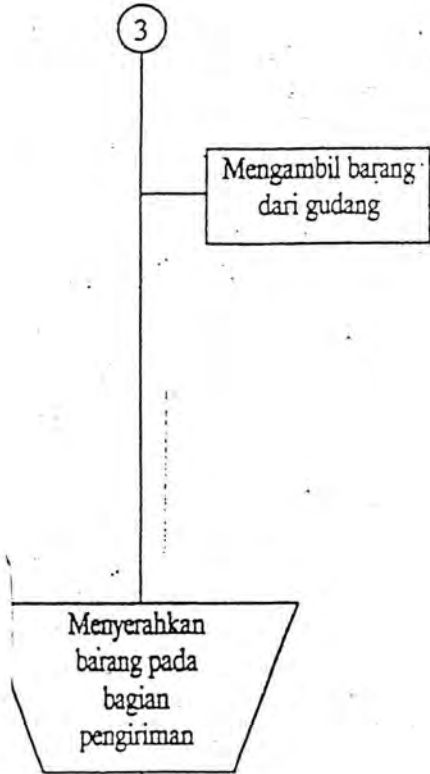 3
Mengambil barang
dari gudang
Menyerahkan
barang pada
bagian
pengiriman